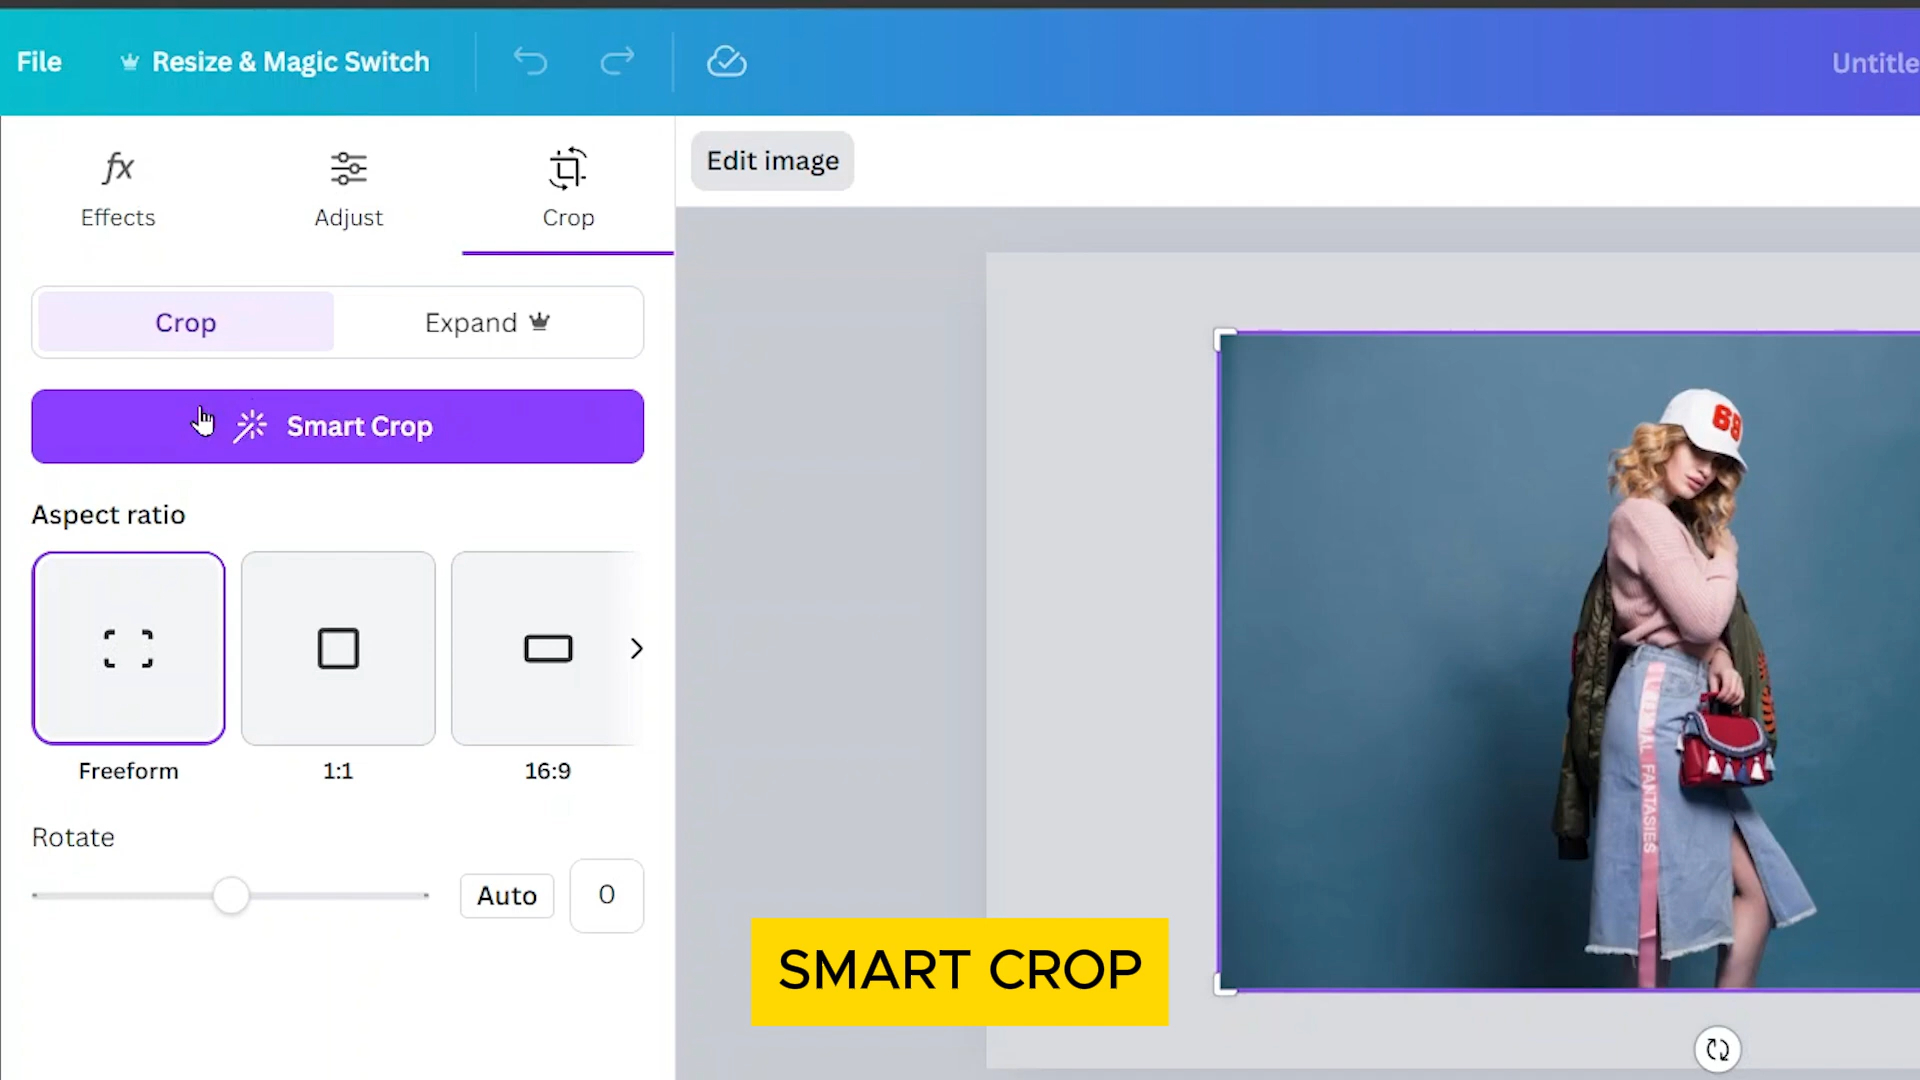 File
Resize & Magic Switch
Untitle
Effects
Adjust
Crop
Edit image
Crop
Expand
Smart Crop
Aspect ratio
Freeform
1:1
16:9
Rotate
Auto
0
68
FANTASIES
SMART CROP